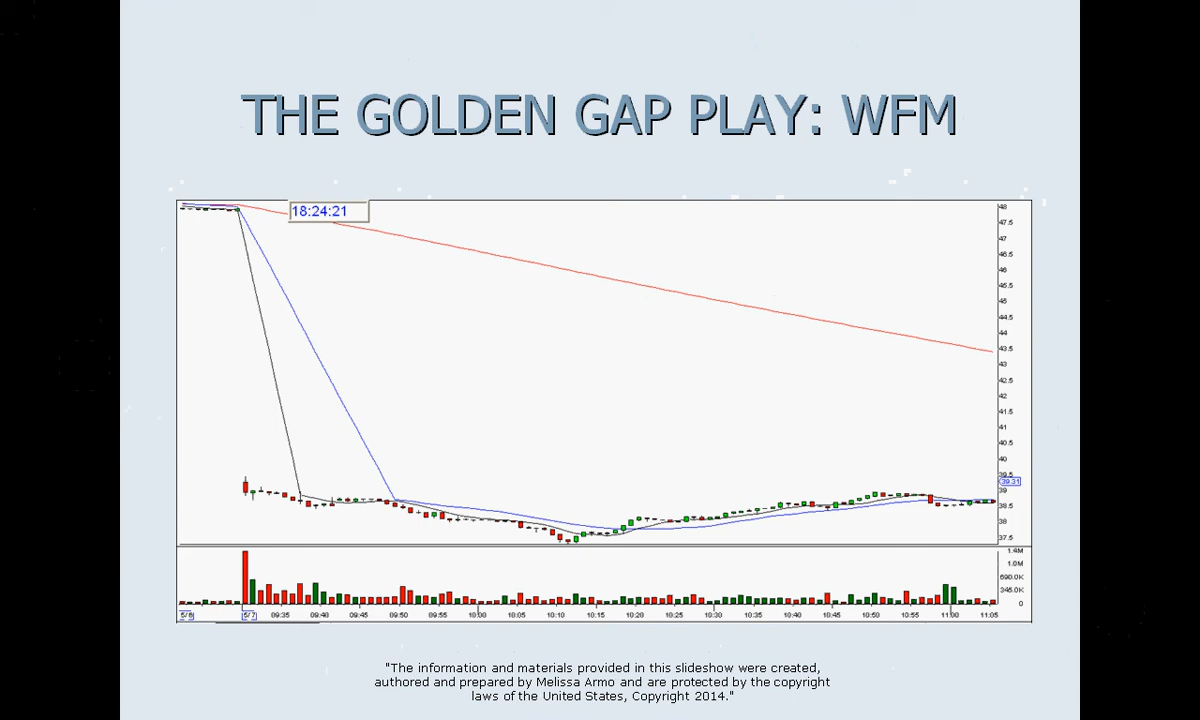 THE GOLDEN GAP PLAY: WFM
18:24:21
48
47.5
47
46.5
46
45.5
45
44.5
44
43.5
43
42.5
42
41.5
41
40.5
40
39.5
39.31
39
38.5
38
37.5
1.4M
1.0M
690.0K
345.0K
0
5/6 5/7 09:35 09:40 09:45 09:50 09:55 10:00 10:05 10:10 10:15 10:20 10:25 10:30 10:35 10:40 10:45 10:50 10:55 11:00 11:05
"The information and materials provided in this slideshow were created,
authored and prepared by Melissa Armo and are protected by the copyright
laws of the United States, Copyright 2014."